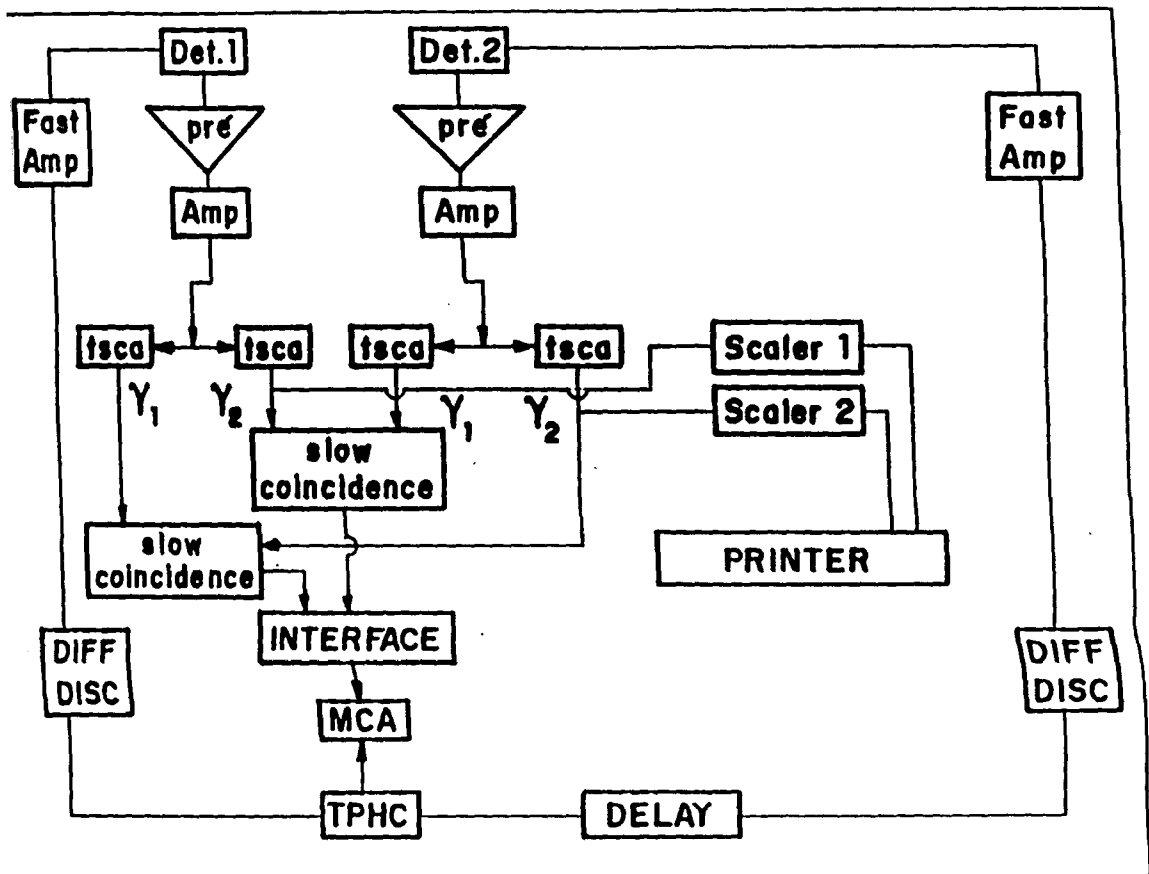 Det.1
Det.2
Fast
Amp
pré
pré
Fast
Amp
Amp
Amp
tsca
tsca
tsca
tsca
Scaler 1
Scaler 2
γ1
γ2
γ1
γ2
slow
coincidence
slow
coincidence
PRINTER
INTERFACE
DIFF
DISC
DIFF
DISC
MCA
TPHC
DELAY